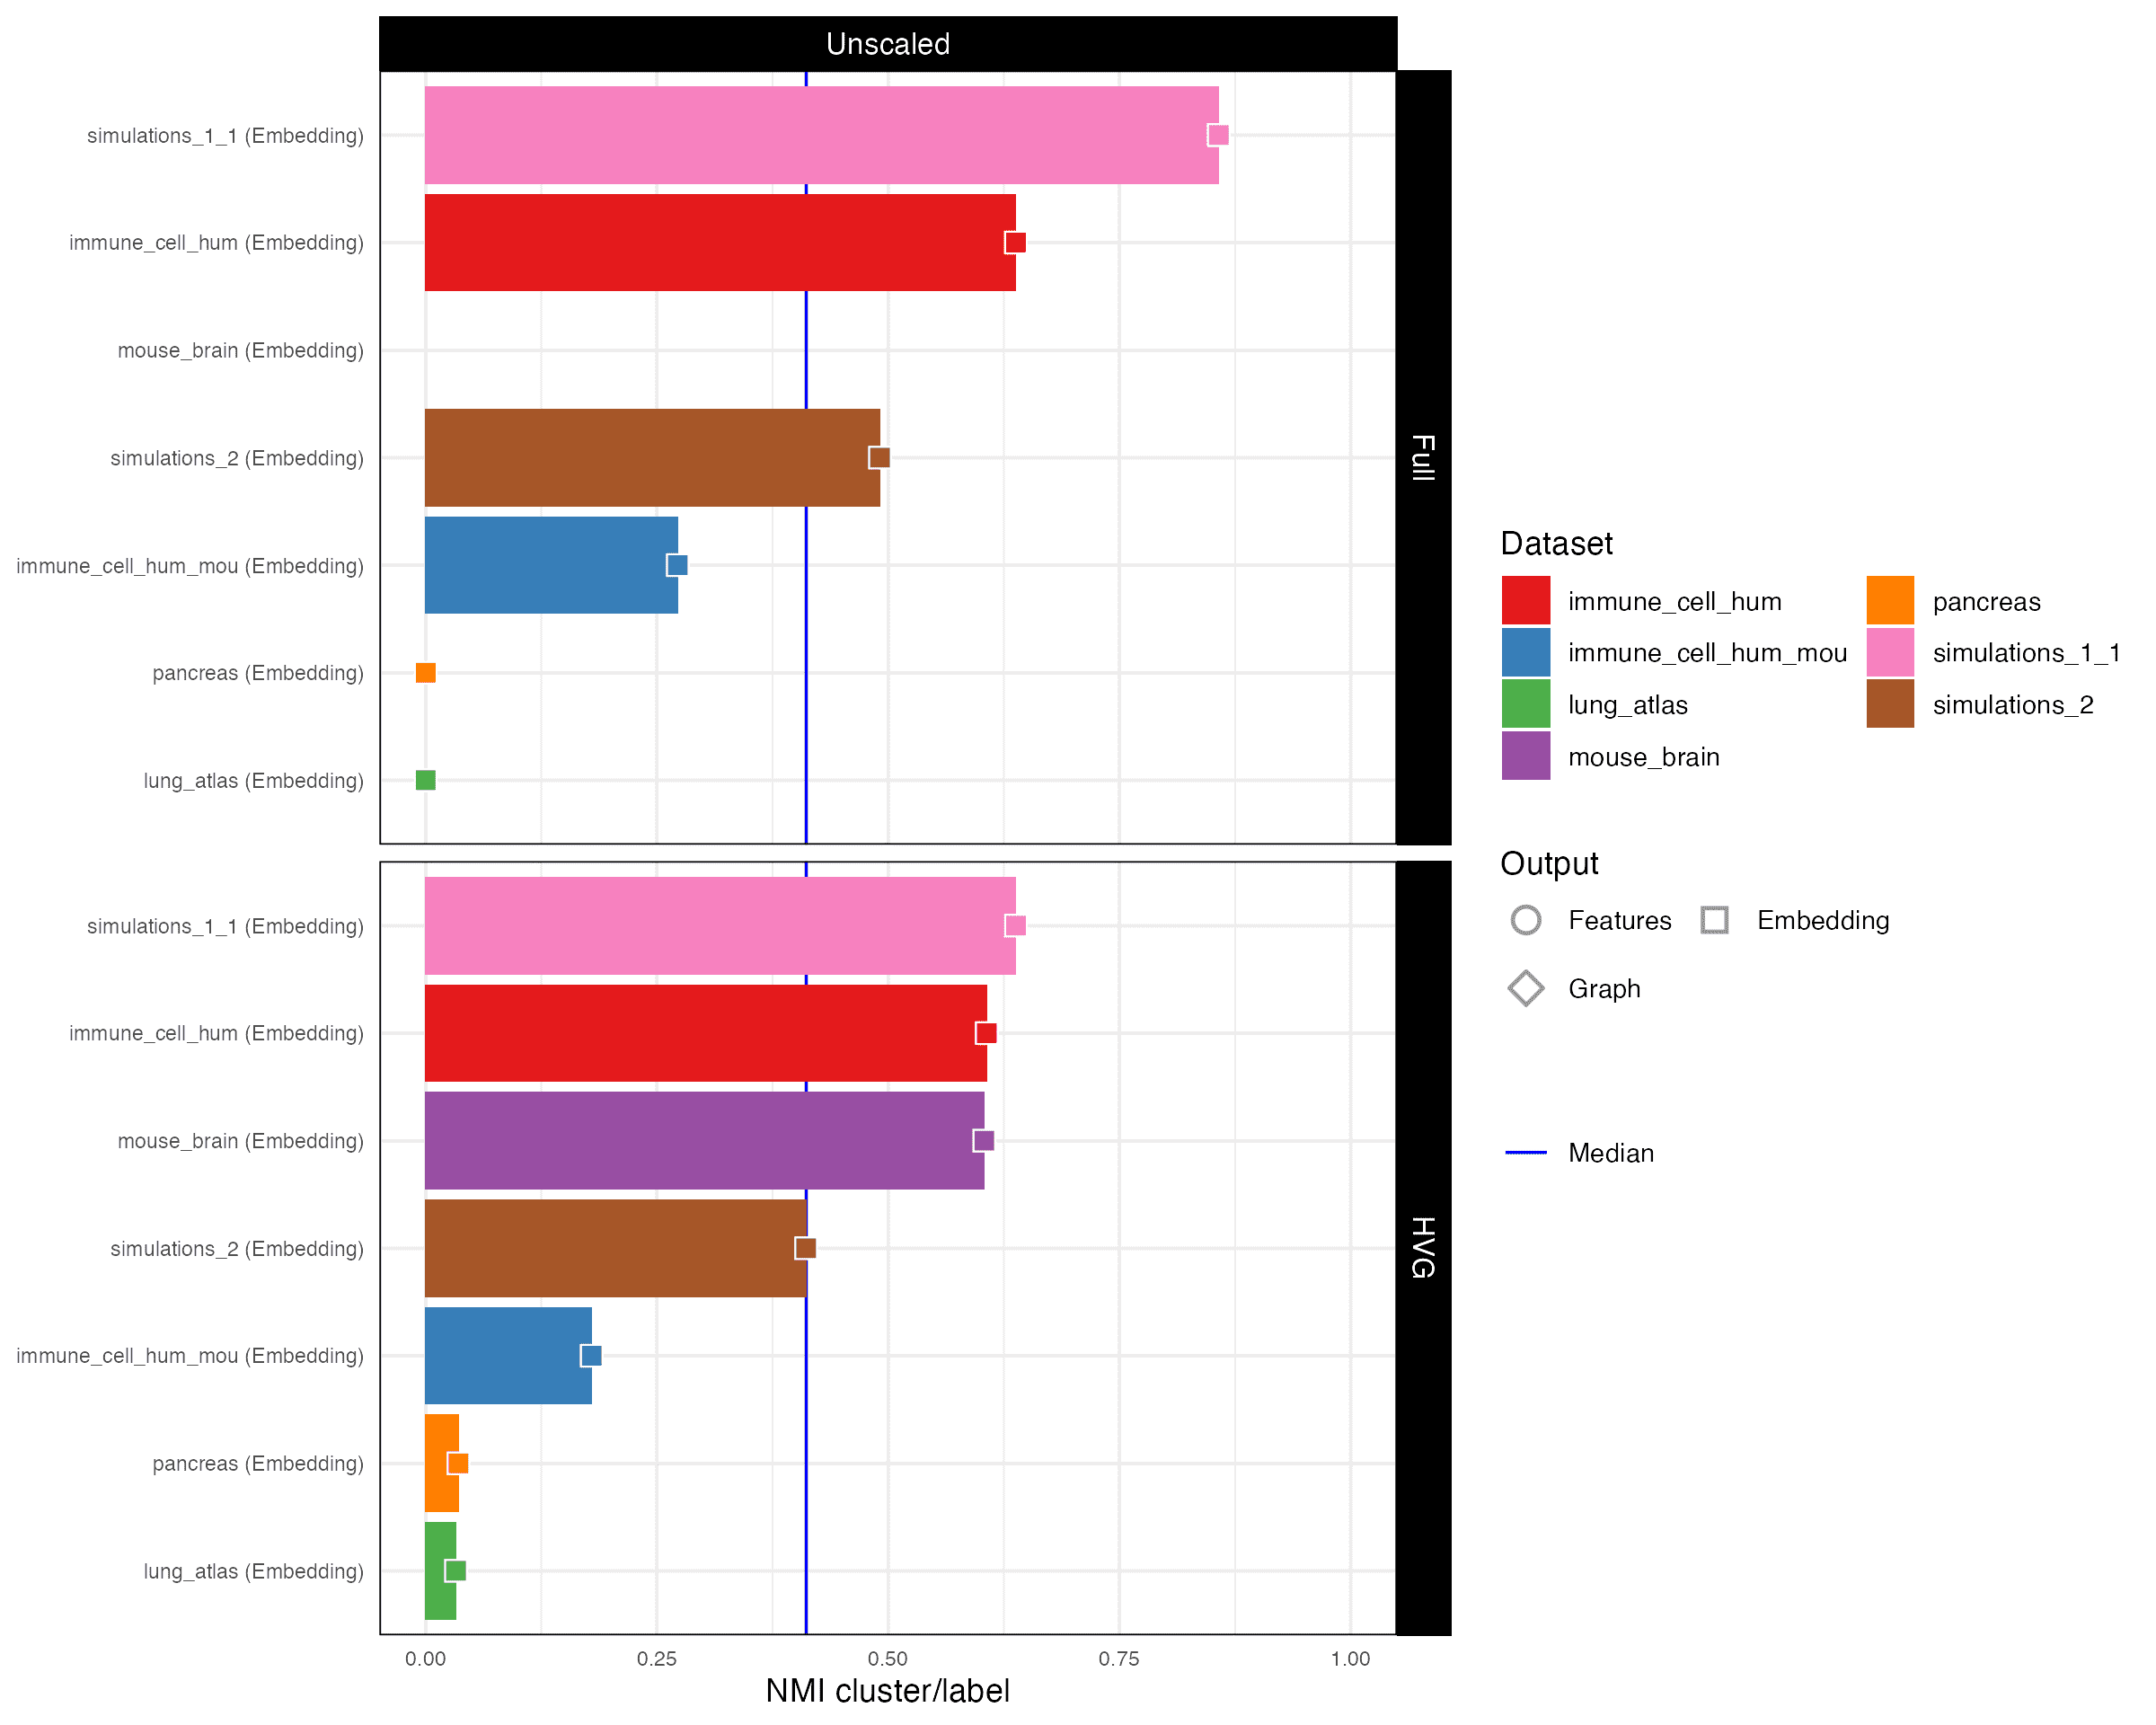 Unscaled
simulations_1_1 (Embedding)
immune_cell_hum (Embedding)
mouse_brain (Embedding)
simulations_2 (Embedding)
immune_cell_hum_mou (Embedding)
pancreas (Embedding)
lung_atlas (Embedding)
Full
simulations_1_1 (Embedding)
immune_cell_hum (Embedding)
mouse_brain (Embedding)
simulations_2 (Embedding)
immune_cell_hum_mou (Embedding)
pancreas (Embedding)
lung_atlas (Embedding)
HVG
0.00 0.25 0.50 0.75 1.00
NMI cluster/label
Dataset
immune_cell_hum pancreas
immune_cell_hum_mou simulations_1_1
lung_atlas simulations_2
mouse_brain
Output
Features Embedding
Graph
Median